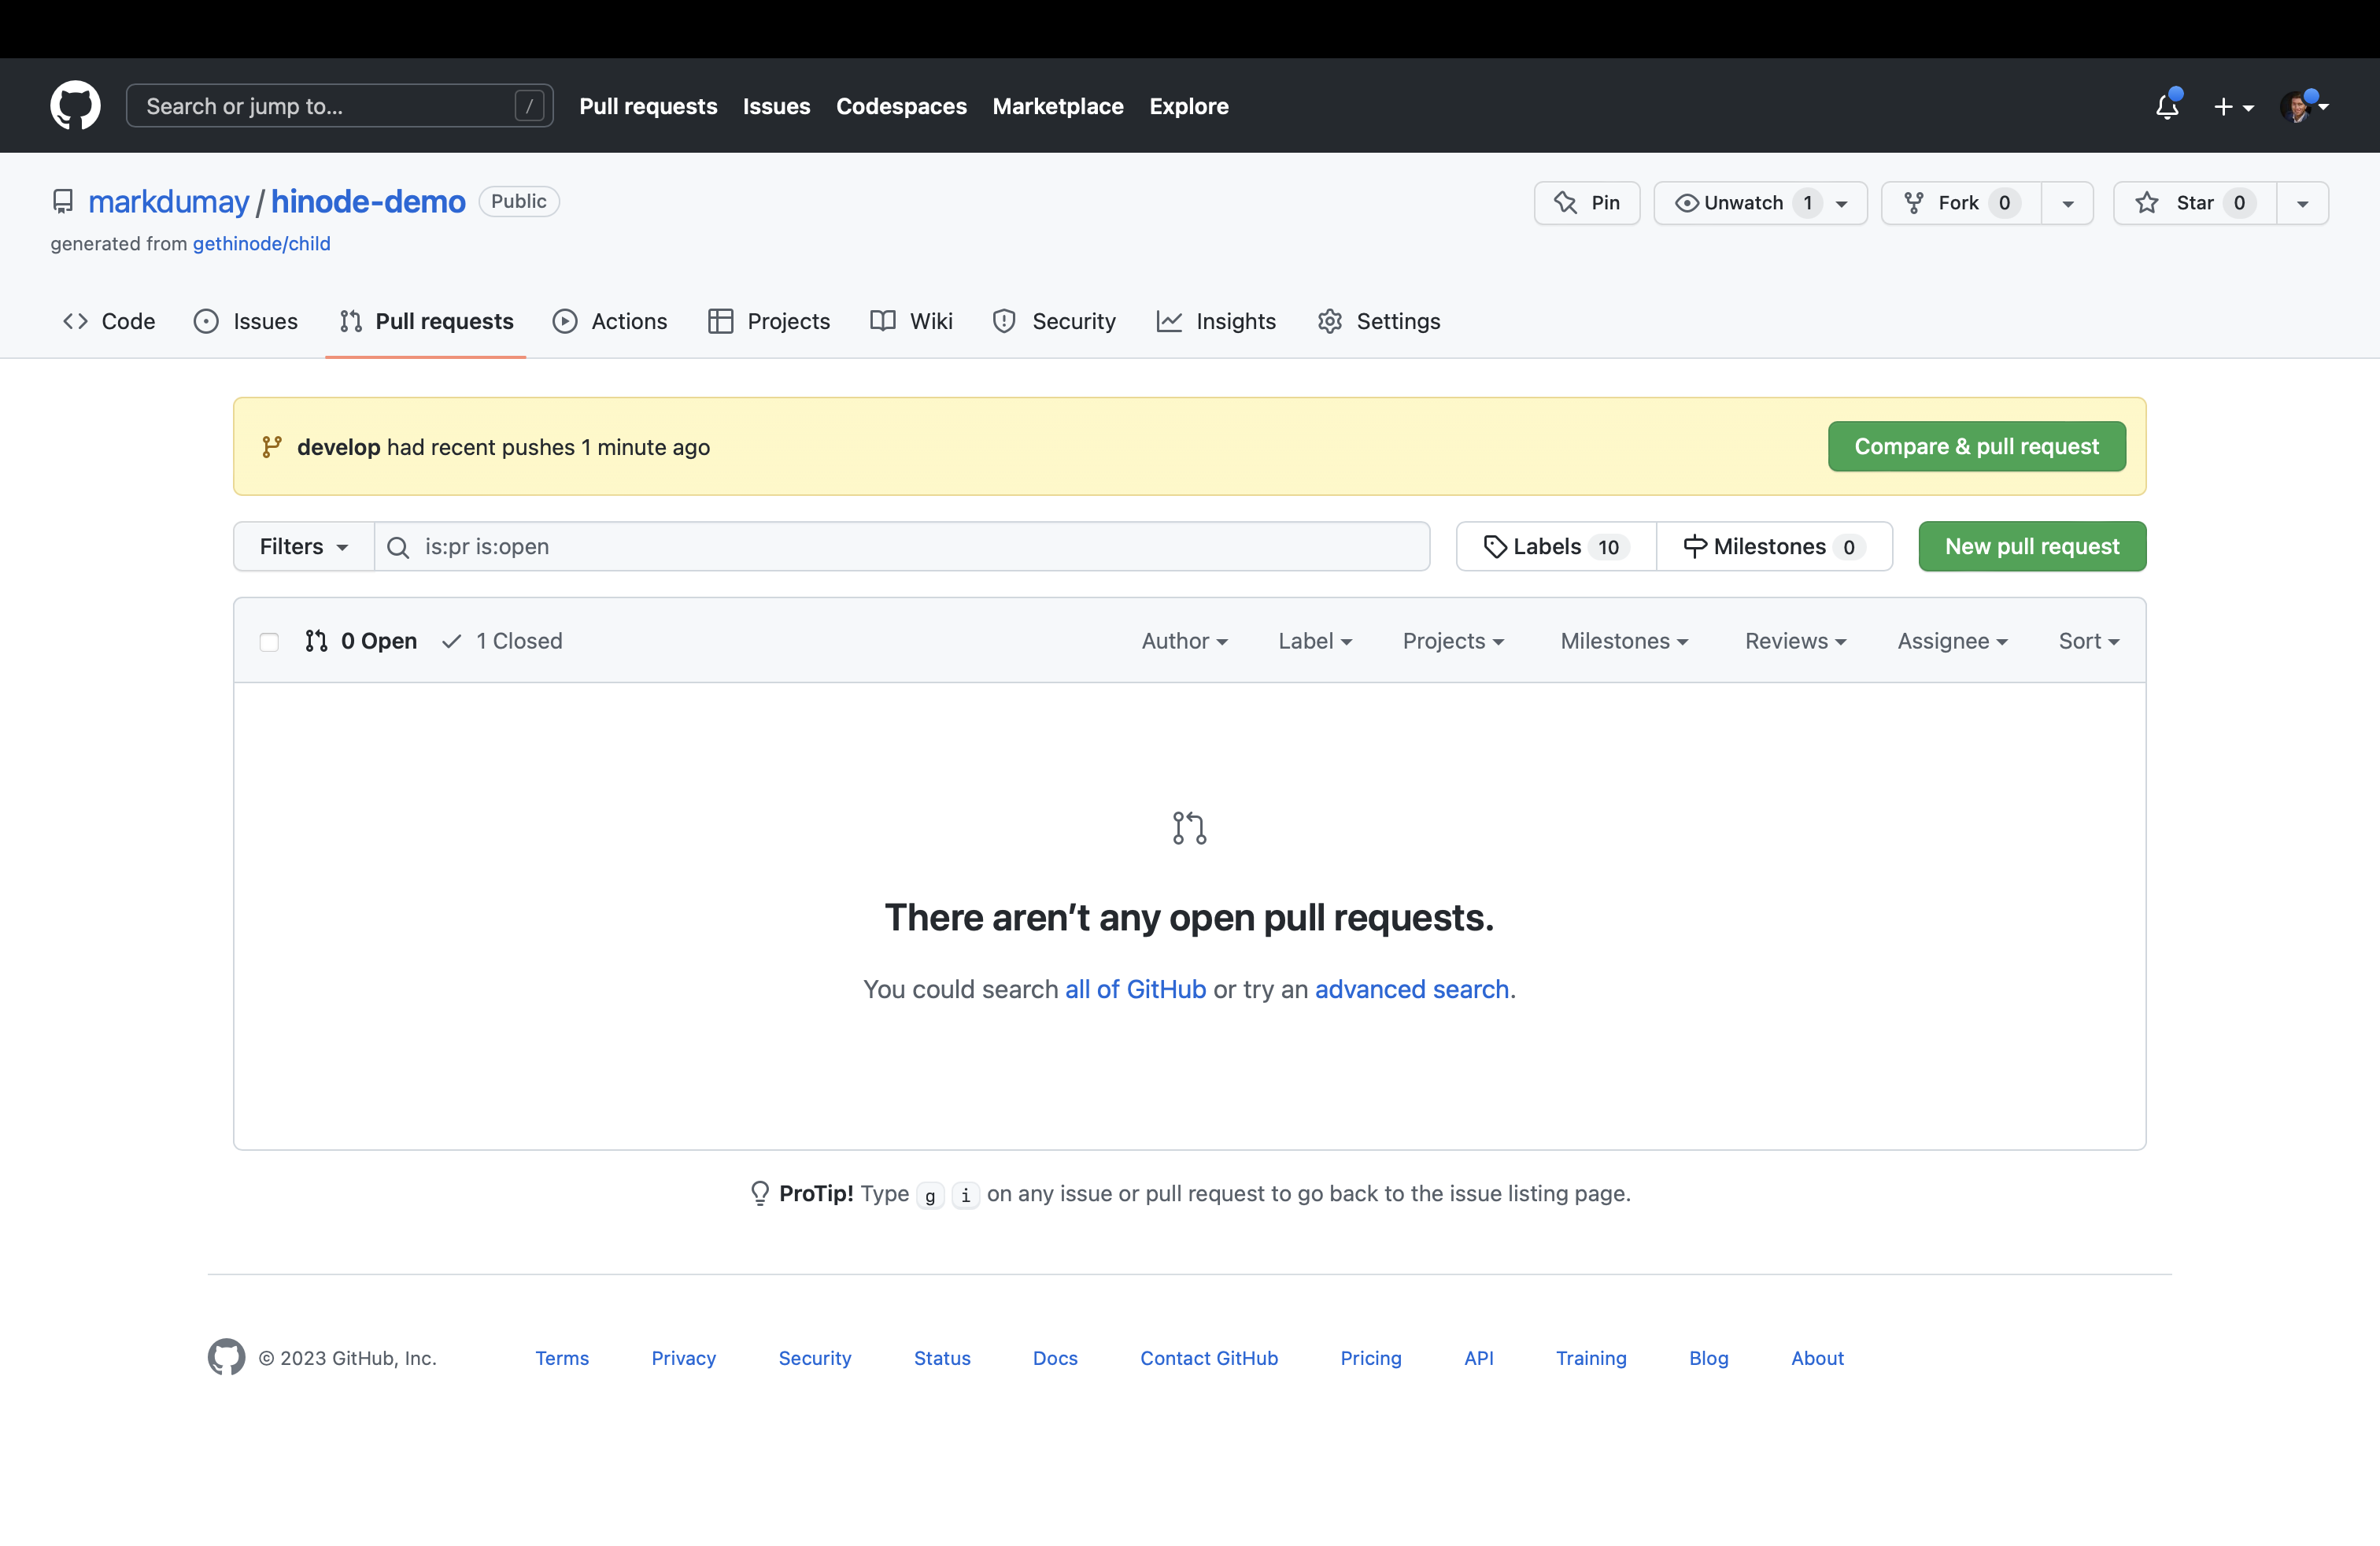 Search or jump to... / Pull requests Issues Codespaces Marketplace Explore
markdumay / hinode-demo Public Pin Unwatch 1 Fork 0 Star 0
generated from gethinode/child
Code Issues Pull requests Actions Projects Wiki Security Insights Settings
develop had recent pushes 1 minute ago Compare & pull request
Filters is:pr is:open Labels 10 Milestones 0 New pull request
0 Open 1 Closed Author Label Projects Milestones Reviews Assignee Sort
There aren’t any open pull requests.
You could search all of GitHub or try an advanced search.
ProTip! Type g i on any issue or pull request to go back to the issue listing page.
© 2023 GitHub, Inc. Terms Privacy Security Status Docs Contact GitHub Pricing API Training Blog About